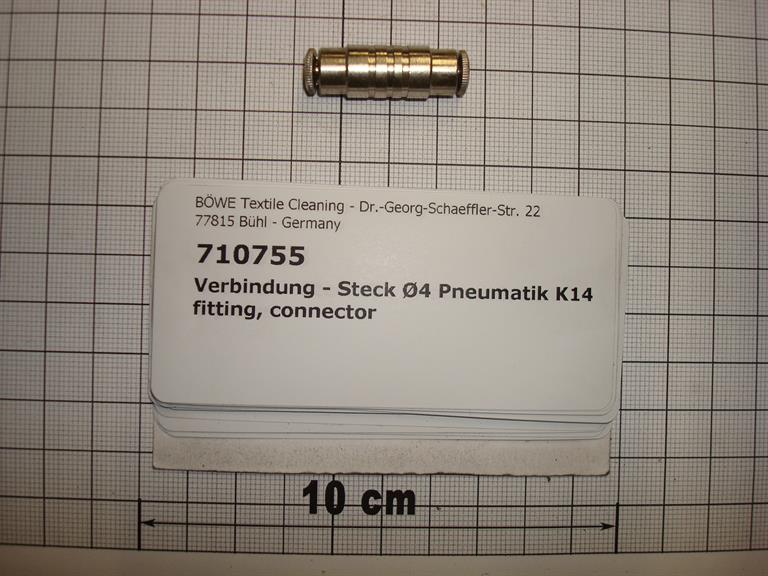 BÖWE Textile Cleaning - Dr.-Georg-Schaeffler-Str. 22
77815 Bühl - Germany
710755
Verbindung - Steck Ø4 Pneumatik K14
fitting, connector
10 cm